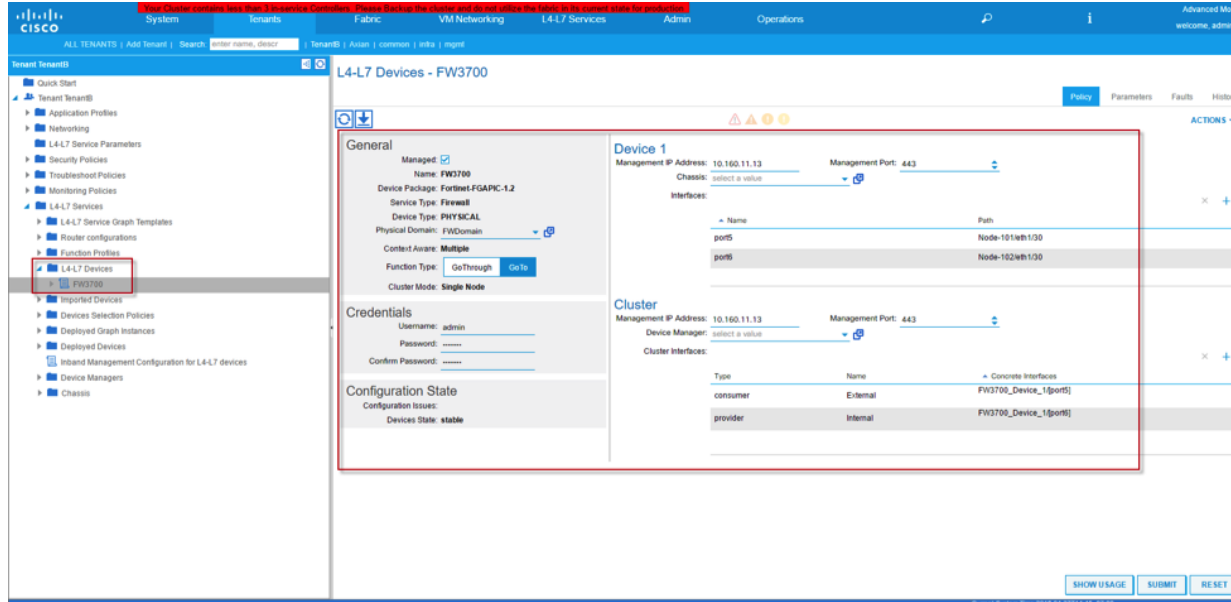 Your Cluster contains less than 3 in-service Controllers. Please Backup the cluster and do not utilize the fabric in its current state for production.
CISCO
System Tenants Fabric VM Networking L4-L7 Services Admin Operations
i
Advanced Mo
welcome, admi
ALL TENANTS | Add Tenant | Search: enter name, descr | TenantB | Asian | common | infra | mgmt
Tenant TenantB
Quick Start
Tenant TenantB
Application Profiles
Networking
L4-L7 Service Parameters
Security Policies
Troubleshoot Policies
Monitoring Policies
L4-L7 Services
L4-L7 Service Graph Templates
Router configurations
Function Profiles
L4-L7 Devices
FW3700
Imported Devices
Devices Selection Policies
Deployed Graph Instances
Deployed Devices
Inband Management Configuration for L4-L7 devices
Device Managers
Chassis
L4-L7 Devices - FW3700
Policy Parameters Faults Histo
ACTIONS
General
Managed:
Name: FW3700
Device Package: Fortinet-FGAPIC-1.2
Service Type: Firewall
Device Type: PHYSICAL
Physical Domain: FWDomain
Context Aware: Multiple
Function Type: GoThrough GoTo
Cluster Mode: Single Node
Credentials
Username: admin
Password:
Confirm Password:
Configuration State
Configuration Issues:
Devices State: stable
Device 1
Management IP Address: 10.160.11.13 Management Port: 443
Chassis: select a value
Interfaces:
Name Path
port5 Node-101/eth1/30
port6 Node-102/eth1/30
Cluster
Management IP Address: 10.160.11.13 Management Port: 443
Device Manager: select a value
Cluster Interfaces:
Type Name Concrete Interfaces
consumer External FW3700_Device_1/[port5]
provider Internal FW3700_Device_1/[port6]
SHOW USAGE SUBMIT RESET